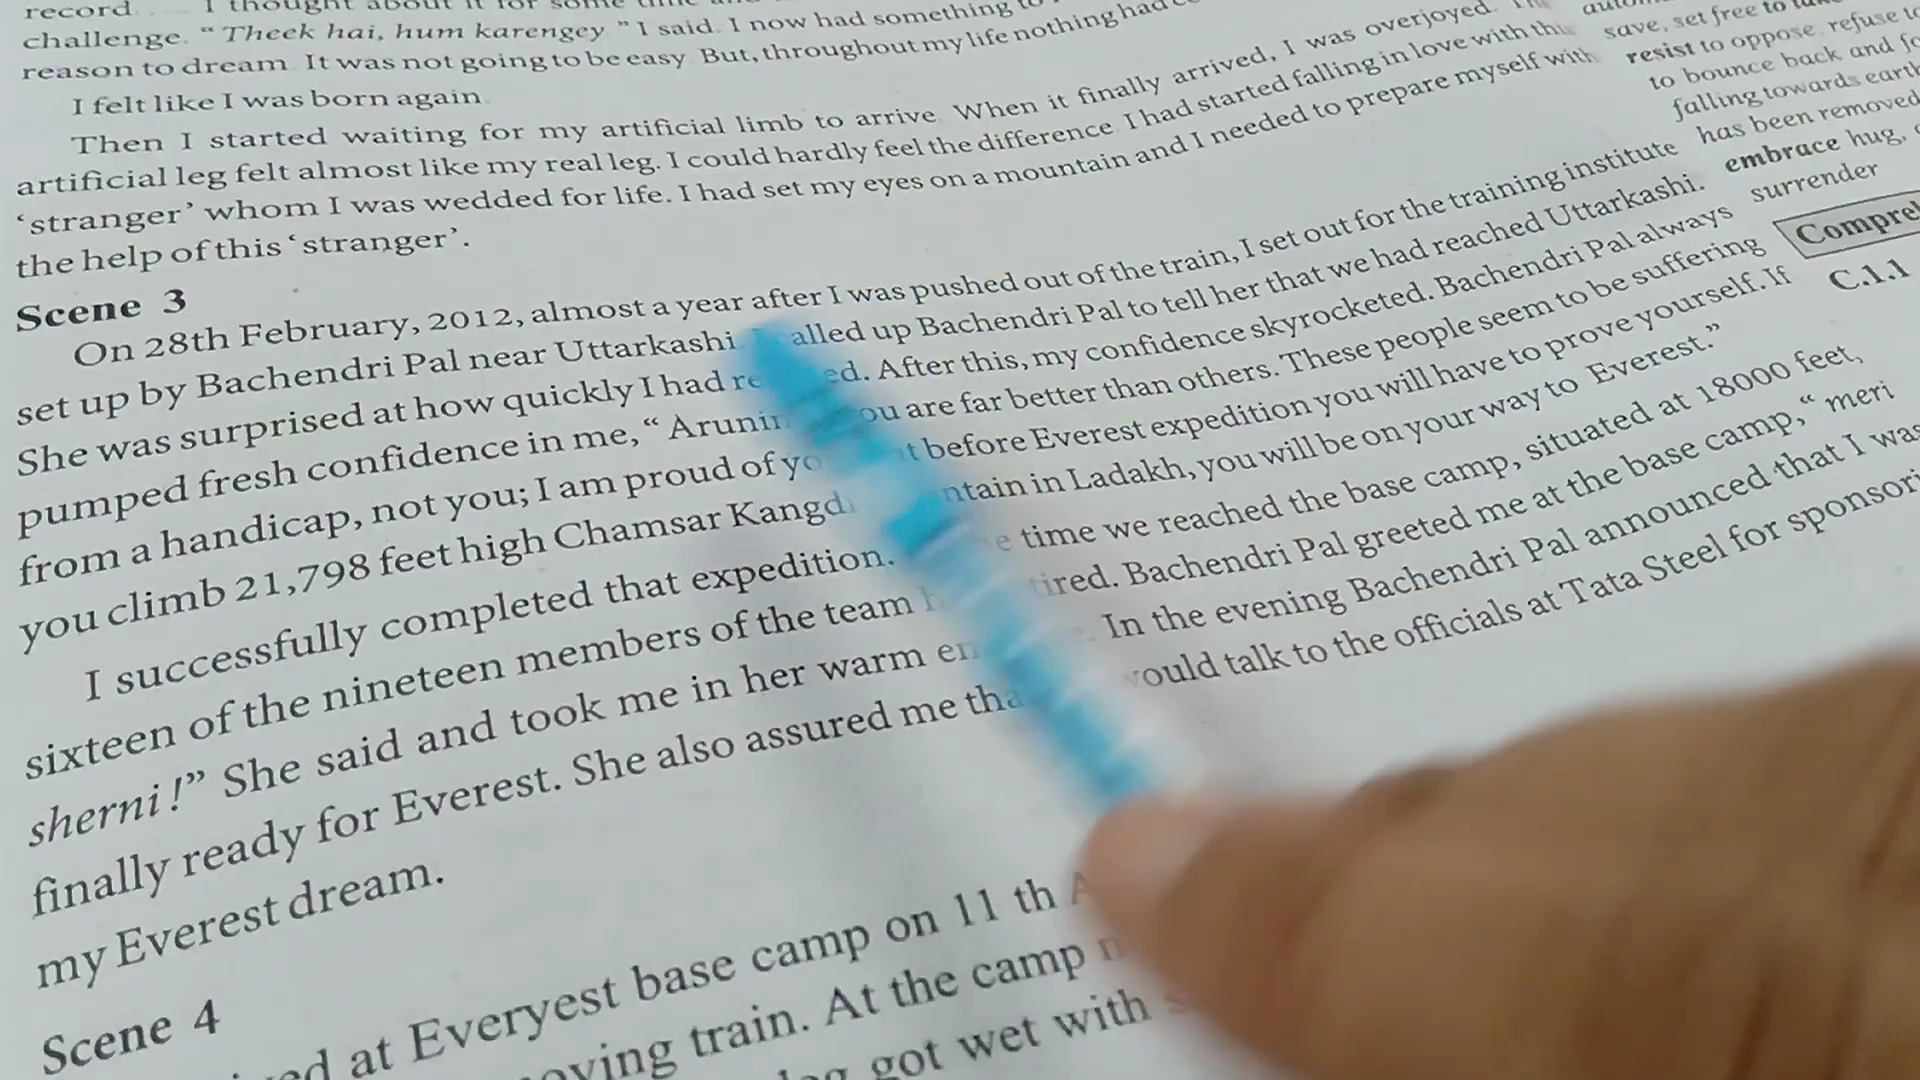 record I thought about it for some time and
challenge. "Theek hai, hum karengey." I said. I now had something to
reason to dream. It was not going to be easy. But, throughout my life nothing had
I felt like I was born again.
Then I started waiting for my artificial limb to arrive. When it finally arrived, I was overjoyed.
artificial leg felt almost like my real leg. I could hardly feel the difference. I had started falling in love with this
‘stranger’ whom I was wedded for life. I had set my eyes on a mountain and I needed to prepare myself with
the help of this ‘stranger’.
Scene 3
On 28th February, 2012, almost a year after I was pushed out of the train, I set out for the training institute
set up by Bachendri Pal near Uttarkashi. called up Bachendri Pal to tell her that we had reached Uttarkashi.
She was surprised at how quickly I had After this, my confidence skyrocketed. Bachendri Pal always
pumped fresh confidence in me, “ are far better than others. These people seem to be suffering
from a handicap, not you; I am proud of before Everest expedition you will have to prove yourself. If
you climb 21,798 feet high Chamsar in Ladakh, you will be on your way to Everest.”
I successfully completed that expedition. time we reached the base camp, situated at 18000 feet,
sixteen of the nineteen members of the team Bachendri Pal greeted me at the base camp,“ meri
sherni!” She said and took me in her warm In the evening Bachendri Pal announced that I was
finally ready for Everest. She also assured me would talk to the officials at Tata Steel for
my Everest dream.
Scene 4
at Everyest base camp on 11 th
train. At the camp
got wet with
save, set free
resist to oppose, refuse to
to bounce back and
falling towards earth
has been removed
embrace hug,
surrender
C.1.1